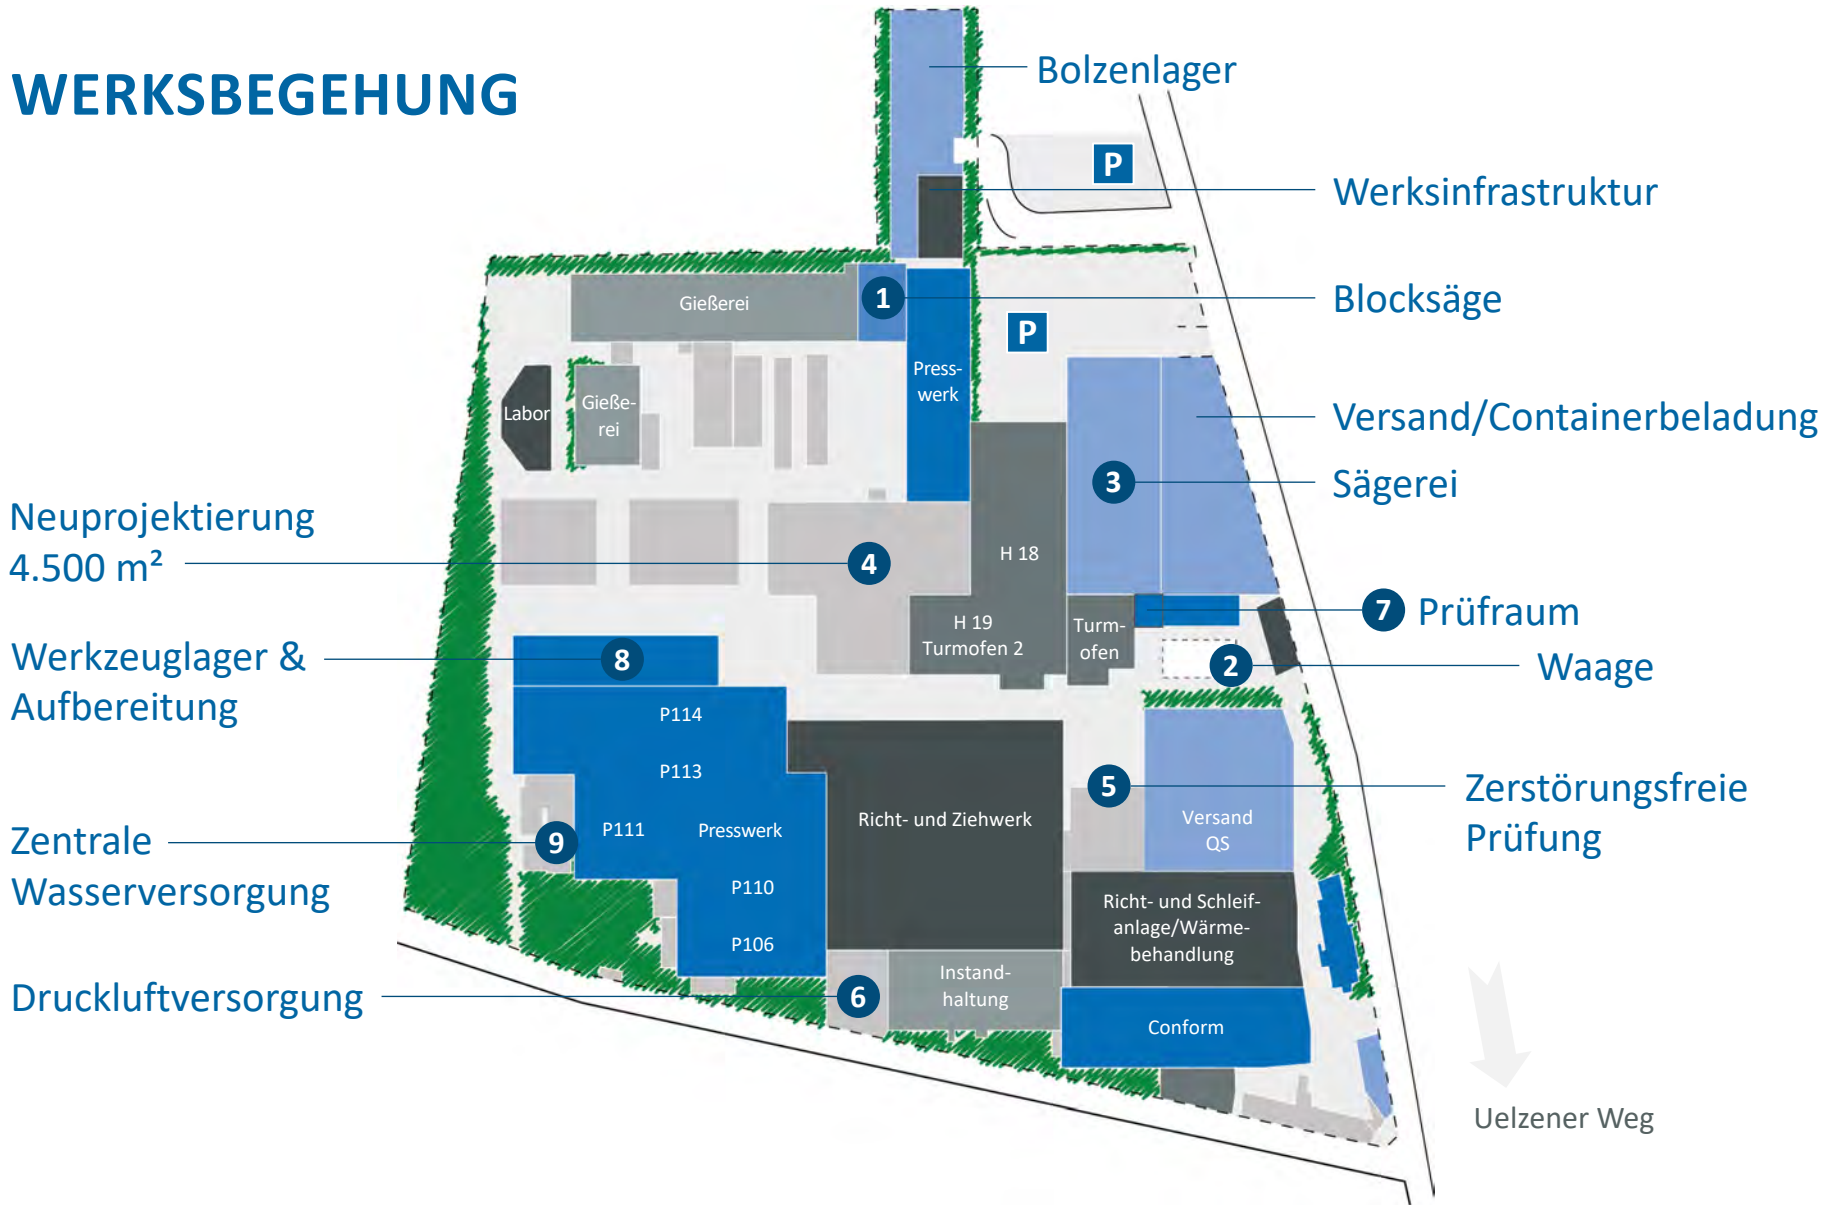 WERKSBEGEHUNG
Bolzenlager
P
Werksinfrastruktur
1
Blocksäge
Gießerei
P
Press-
werk
Labor
Gieße-
rei
Versand/Containerbeladung
3
Sägerei
Neuprojektierung
4.500 m²
4
H 18
H 19
Turmofen 2
Turm-
ofen
7
Prüfraum
2
Waage
Werkzeuglager &
Aufbereitung
8
P114
P113
P111
Presswerk
P110
P106
Richt- und Ziehwerk
5
Zerstörungsfreie
Prüfung
Versand
QS
Zentrale
Wasserversorgung
9
Richt- und Schleif-
anlage/Wärme-
behandlung
Druckluftversorgung
6
Instand-
haltung
Conform
Uelzener Weg